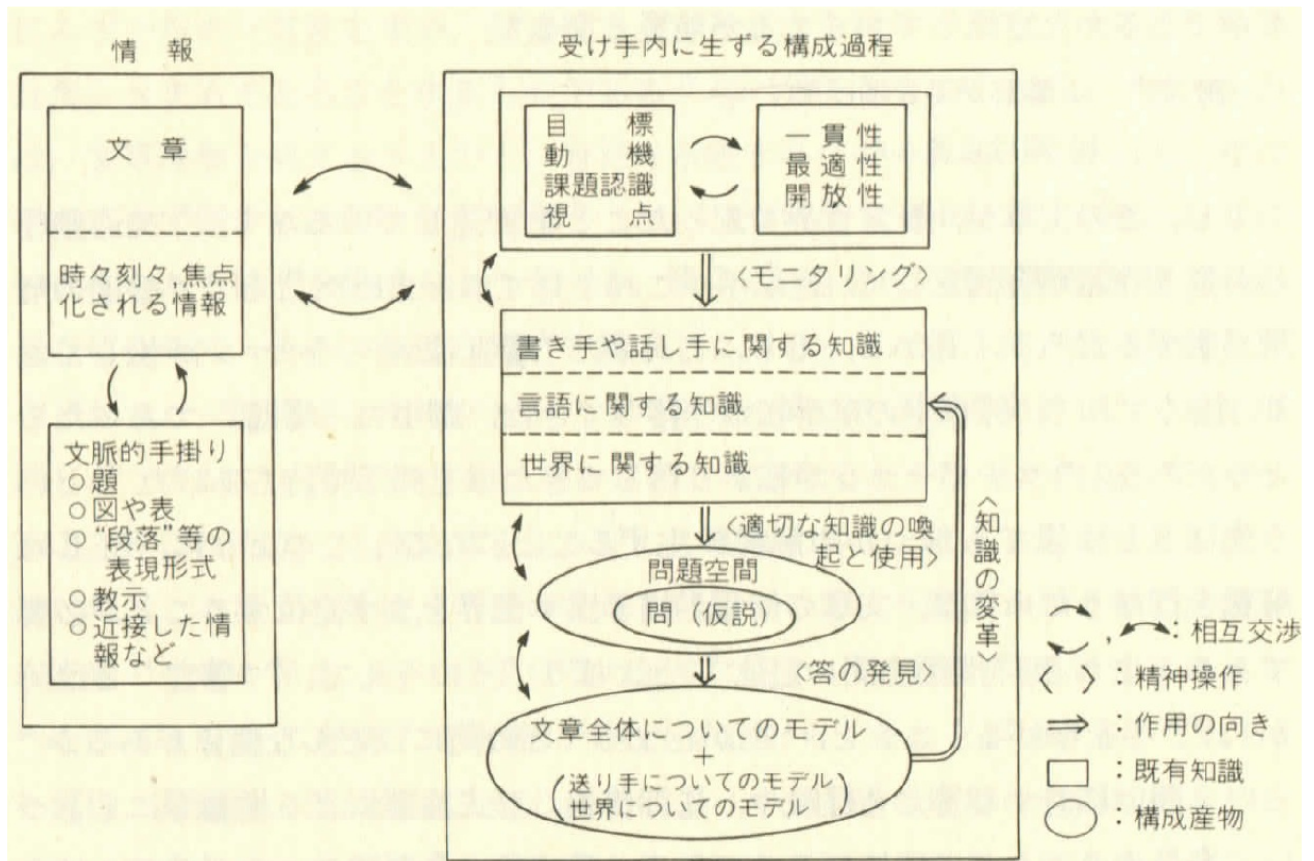 情報
文章
時々刻々,焦点
化される情報
文脈的手掛り
○題
○図や表
○“段落”等の
表現形式
○教示
○近接した情
報など
受け手内に生ずる構成過程
目標
動機
課題認識
視点
一貫性
最適性
開放性
〈モニタリング〉
書き手や話し手に関する知識
言語に関する知識
世界に関する知識
〈適切な知識の喚
起と使用〉
問題空間
問(仮説)
〈答の発見〉
文章全体についてのモデル
+
(送り手についてのモデル
世界についてのモデル)
〈知識の変革〉
, :相互交渉
〈 〉:精神操作
⇒ :作用の向き
□ :既有知識
○ :構成産物